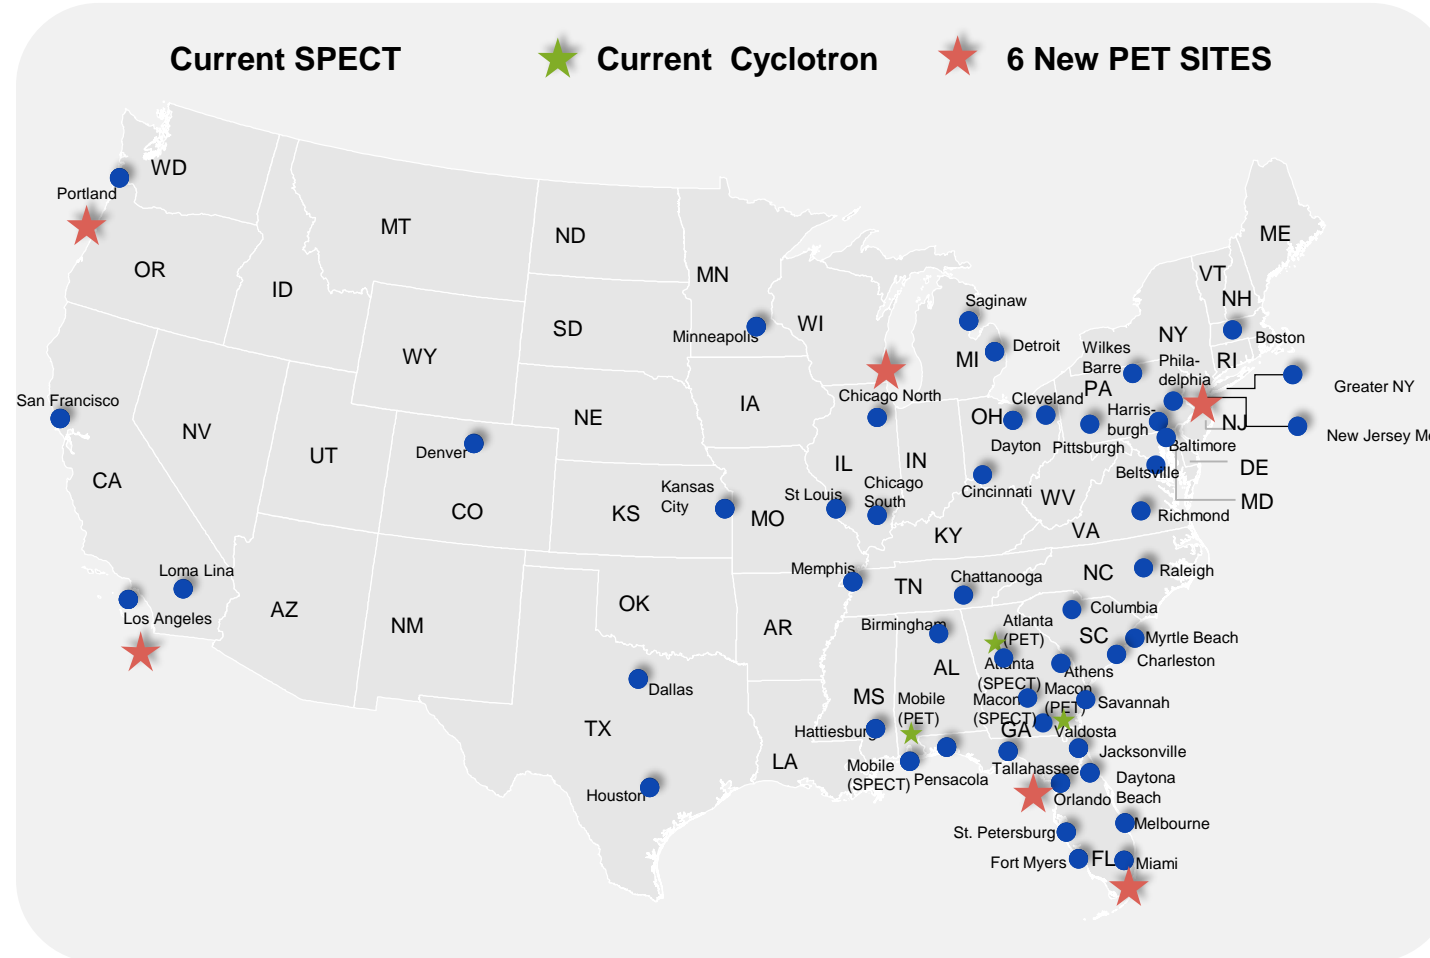 Current SPECT
Current Cyclotron
6 New PET SITES
WD
Portland
OR
MT
ID
ND
MN
ME
VT
NH
Saginaw
WY
SD
Minneapolis
WI
MI
Detroit
NY
Boston
RI
Wilkes
Barre
Phila-
delphia
PA
Greater NY
San Francisco
NV
UT
CA
Denver
CO
NE
IA
Chicago North
IL
IN
OH
Cleveland
Dayton
Pittsburgh
Harris-
burgh
NJ
New Jersey Me
Baltimore
Beltsville
DE
MD
Cincinnati
WV
Kansas
City
KS
MO
St Louis
Chicago
South
KY
VA
Richmond
Loma Lina
Los Angeles
AZ
NM
OK
AR
Memphis
TN
Chattanooga
NC
Raleigh
Columbia
Birmingham
Atlanta
(PET)
SC
Myrtle Beach
Charleston
AL
Atlanta
(SPECT)
Athens
Dallas
TX
MS
Mobile
(PET)
Macon
(SPECT)
Macon
(PET)
Savannah
Hattiesburg
GA
Valdosta
Jacksonville
LA
Mobile
(SPECT)
Pensacola
Tallahassee
Houston
Orlando
Daytona
Beach
St. Petersburg
Melbourne
Fort Myers
FL
Miami